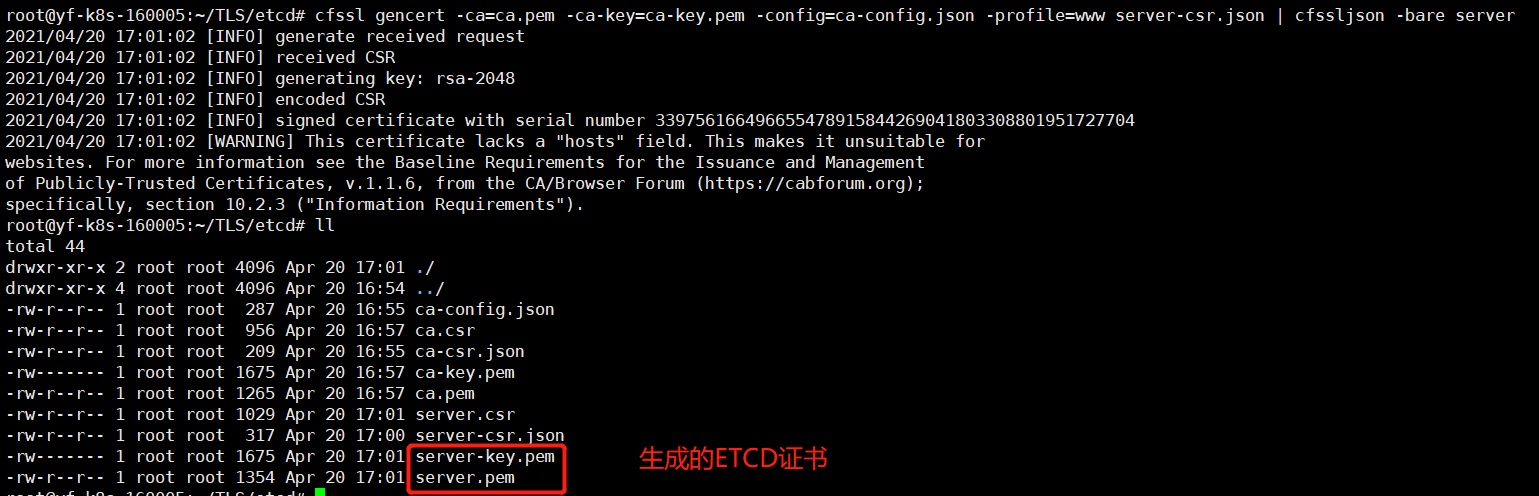 root@yf-k8s-160005:~/TLS/etcd# cfssl gencert -ca=ca.pem -ca-key=ca-key.pem -config=ca-config.json -profile=www server-csr.json | cfssljson -bare server
2021/04/20 17:01:02 [INFO] generate received request
2021/04/20 17:01:02 [INFO] received CSR
2021/04/20 17:01:02 [INFO] generating key: rsa-2048
2021/04/20 17:01:02 [INFO] encoded CSR
2021/04/20 17:01:02 [INFO] signed certificate with serial number 339756166496655478915844269041803308801951727704
2021/04/20 17:01:02 [WARNING] This certificate lacks a "hosts" field. This makes it unsuitable for
websites. For more information see the Baseline Requirements for the Issuance and Management
of Publicly-Trusted Certificates, v.1.1.6, from the CA/Browser Forum (https://cabforum.org);
specifically, section 10.2.3 ("Information Requirements").
root@yf-k8s-160005:~/TLS/etcd# ll
total 44
drwxr-xr-x 2 root root 4096 Apr 20 17:01 ./
drwxr-xr-x 4 root root 4096 Apr 20 16:54 ../
-rw-r--r-- 1 root root  287 Apr 20 16:55 ca-config.json
-rw-r--r-- 1 root root  956 Apr 20 16:57 ca.csr
-rw-r--r-- 1 root root  209 Apr 20 16:55 ca-csr.json
-rw------- 1 root root 1675 Apr 20 16:57 ca-key.pem
-rw-r--r-- 1 root root 1265 Apr 20 16:57 ca.pem
-rw-r--r-- 1 root root 1029 Apr 20 17:01 server.csr
-rw-r--r-- 1 root root  317 Apr 20 17:00 server-csr.json
-rw------- 1 root root 1675 Apr 20 17:01 server-key.pem
生成的ETCD证书
-rw-r--r-- 1 root root 1354 Apr 20 17:01 server.pem
root@yf-k8s-160005:~/TLS/etcd#